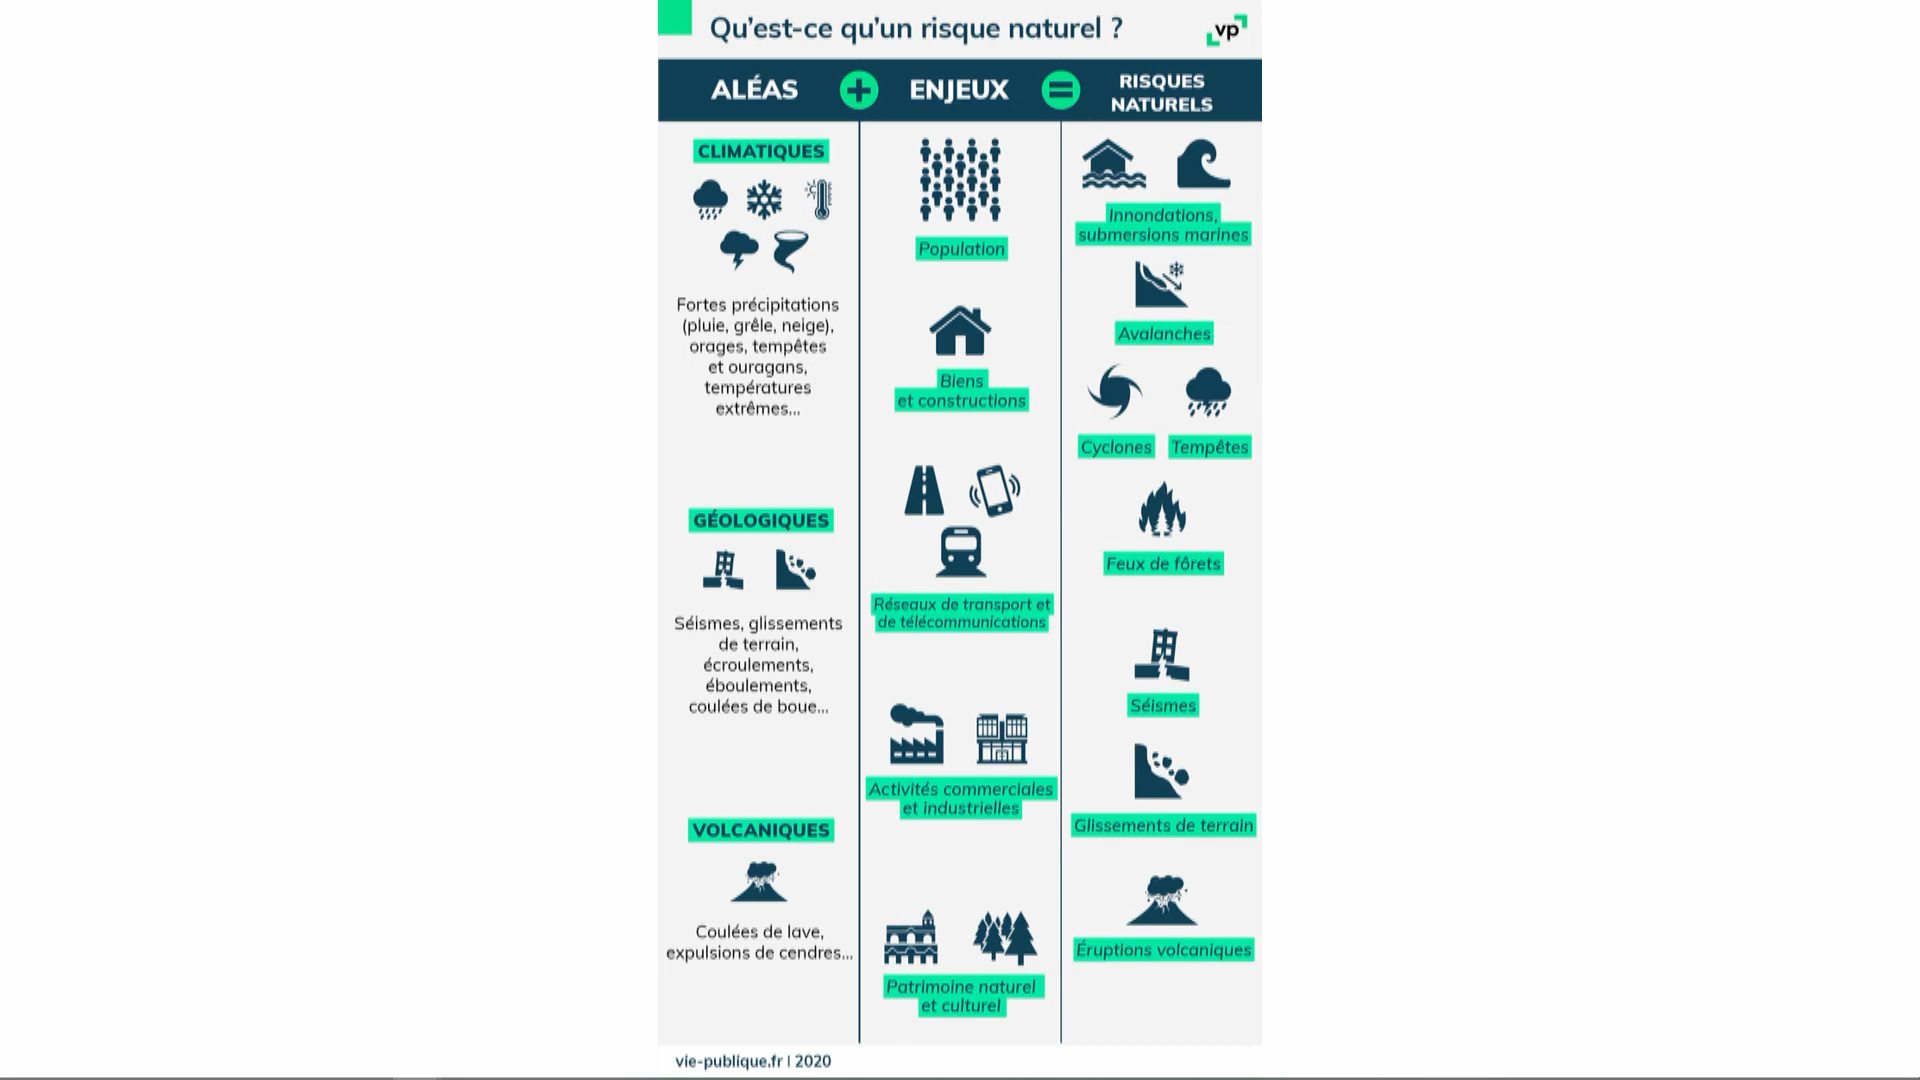 Qu'est-ce qu'un risque naturel ?
vp
ALÉAS
ENJEUX
RISQUES
NATURELS
CLIMATIQUES
Fortes précipitations
(pluie, grêle, neige),
orages, tempêtes
et ouragans,
températures
extrêmes...
GÉOLOGIQUES
Séismes, glissements
de terrain,
écroulements,
éboulements,
coulées de boue...
VOLCANIQUES
Coulées de lave,
expulsions de cendres...
Population
Biens
et constructions
Réseaux de transport et
de télécommunications
Activités commerciales
et industrielles
Patrimoine naturel
et culturel
Innondations,
submersions marines
Avalanches
Cyclones Tempêtes
Feux de fôrets
Séismes
Glissements de terrain
Éruptions volcaniques
vie-publique.fr | 2020